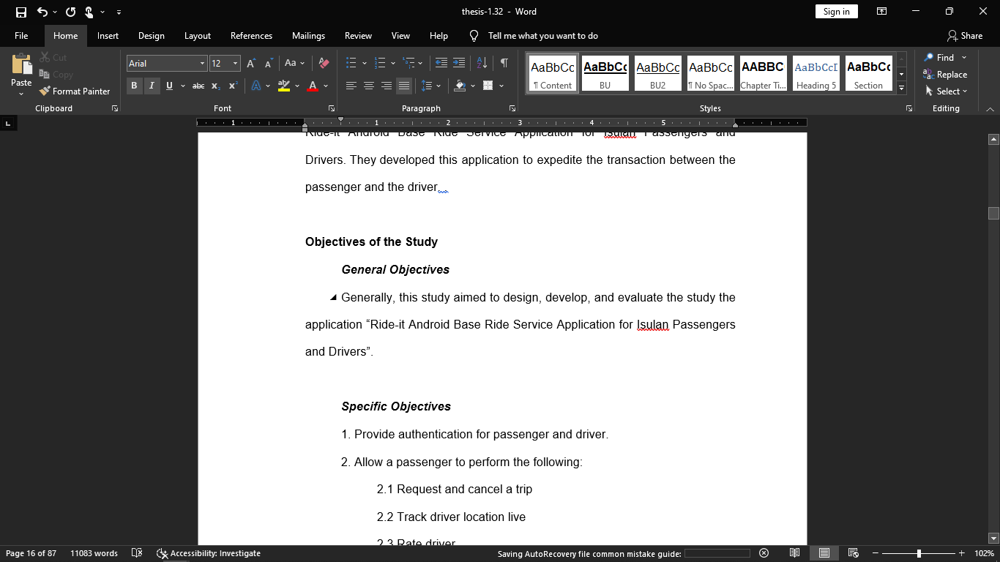 thesis-1.32 - Word
Sign in
File Home Insert Design Layout References Mailings Review View Help Tell me what you want to do Share
Paste
Cut
Copy
Format Painter
Clipboard
Arial 12
Font
Paragraph
AaBbCc AaBbCc AaBbCc AaBbCc AABBC AaBbCcI AaBbCc
¶ Content BU BU2 ¶ No Spac... Chapter Ti... Heading 5 Section
Styles
Find
Replace
Select
Editing
1 1 2 3 4 5
Ride-it Android Base Ride Service Application for Isulan Passengers and
Drivers. They developed this application to expedite the transaction between the
passenger and the driver.
Objectives of the Study
General Objectives
Generally, this study aimed to design, develop, and evaluate the study the
application “Ride-it Android Base Ride Service Application for Isulan Passengers
and Drivers”.
Specific Objectives
1. Provide authentication for passenger and driver.
2. Allow a passenger to perform the following:
2.1 Request and cancel a trip
2.2 Track driver location live
2.3 Rate driver
Page 16 of 87 11083 words Accessibility: Investigate Saving AutoRecovery file common mistake guide: 102%